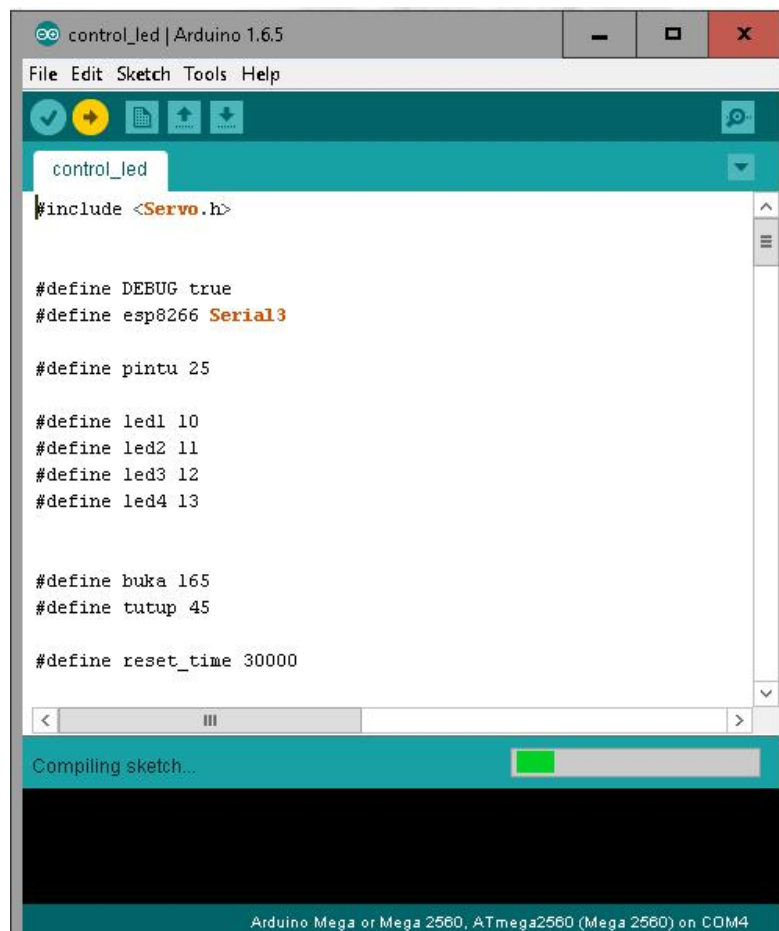 control_led | Arduino 1.6.5
File Edit Sketch Tools Help
control_led
#include <Servo.h>
#define DEBUG true
#define esp8266 Serial3
#define pintu 25
#define led1 10
#define led2 11
#define led3 12
#define led4 13
#define buka 165
#define tutup 45
#define reset_time 30000
Compiling sketch...
Arduino Mega or Mega 2560, ATmega2560 (Mega 2560) on COM4